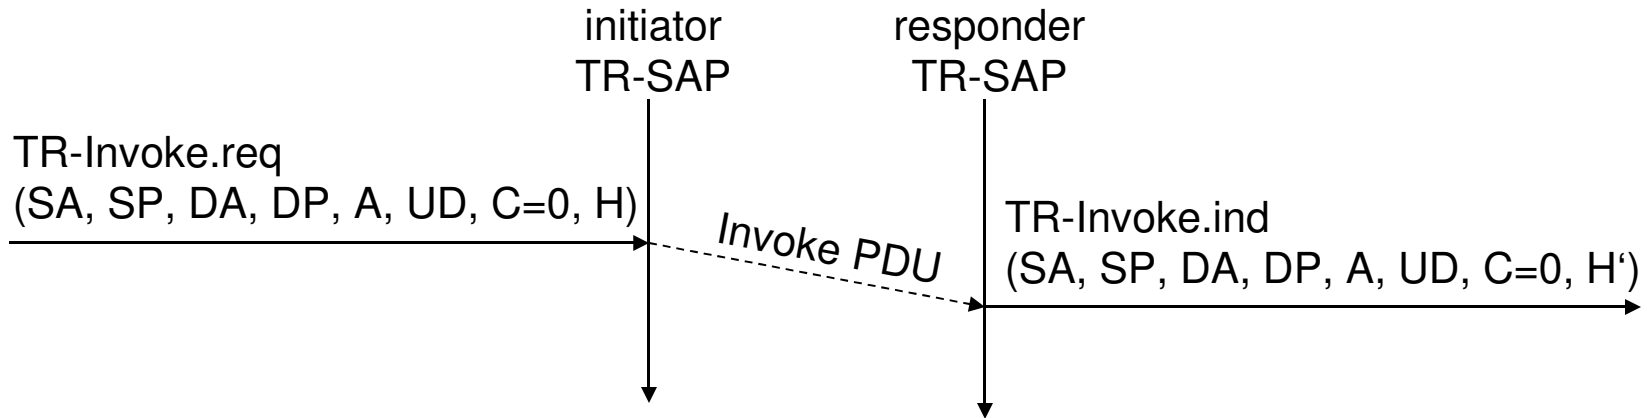 initiator
TR-SAP
responder
TR-SAP
TR-Invoke.req
(SA, SP, DA, DP, A, UD, C=0, H)
Invoke PDU
TR-Invoke.ind
(SA, SP, DA, DP, A, UD, C=0, H‘)